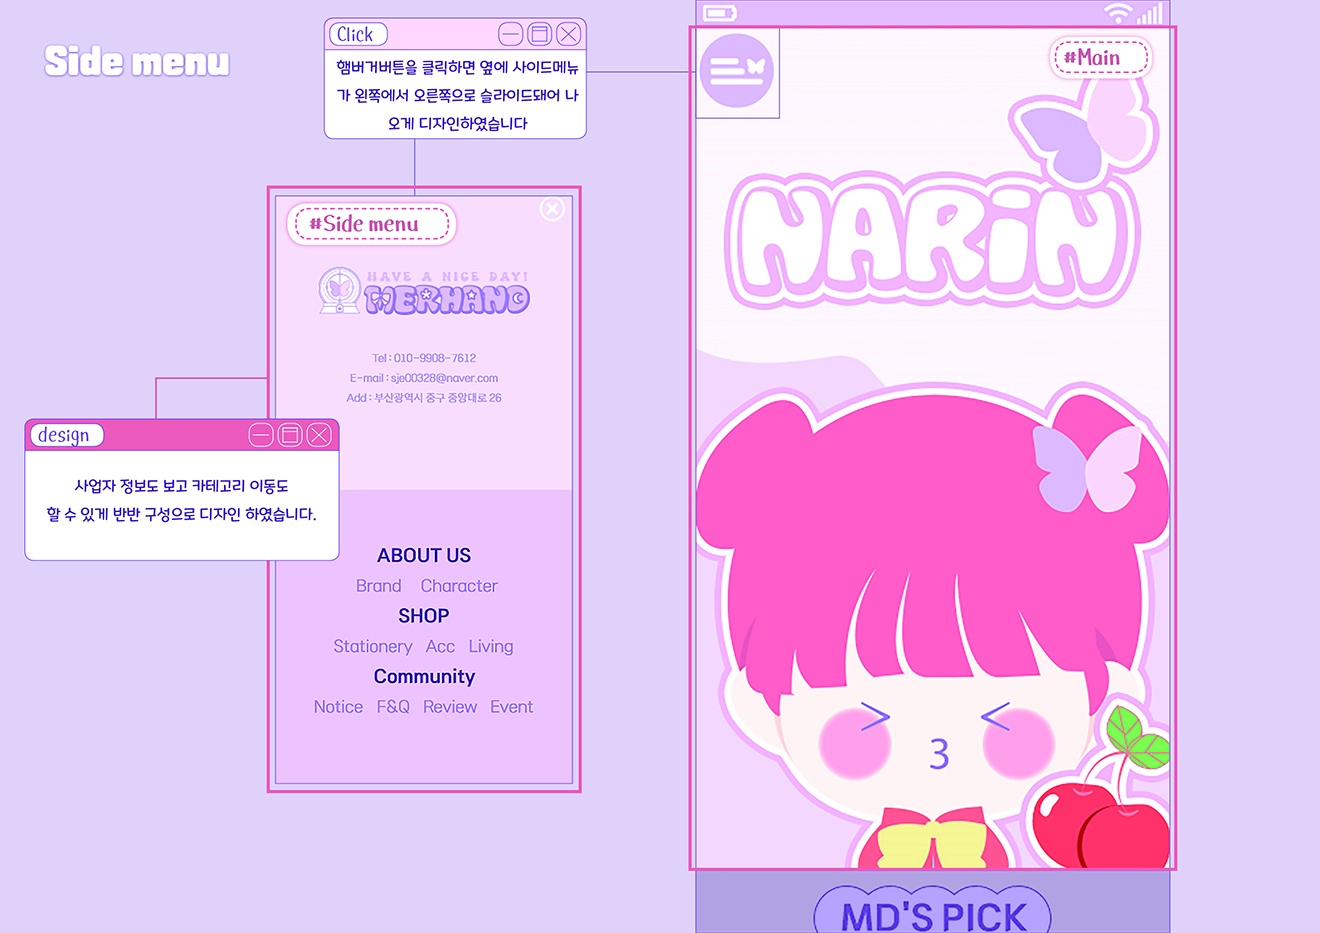 Side menu
Click
햄버거버튼을 클릭하면 옆에 사이드메뉴
가 왼쪽에서 오른쪽으로 슬라이드돼어 나
오게 디자인하였습니다
#Main
NARiN
#Side menu
HAVE A NICE DAY!
MERHANO
Tel : 010-9908-7612
E-mail : sje00328@naver.com
Add : 부산광역시 중구 중앙대로 26
design
사업자 정보도 보고 카테고리 이동도
할 수 있게 반반 구성으로 디자인 하였습니다.
ABOUT US
Brand Character
SHOP
Stationery Acc Living
Community
Notice F&Q Review Event
3
MD'S PICK